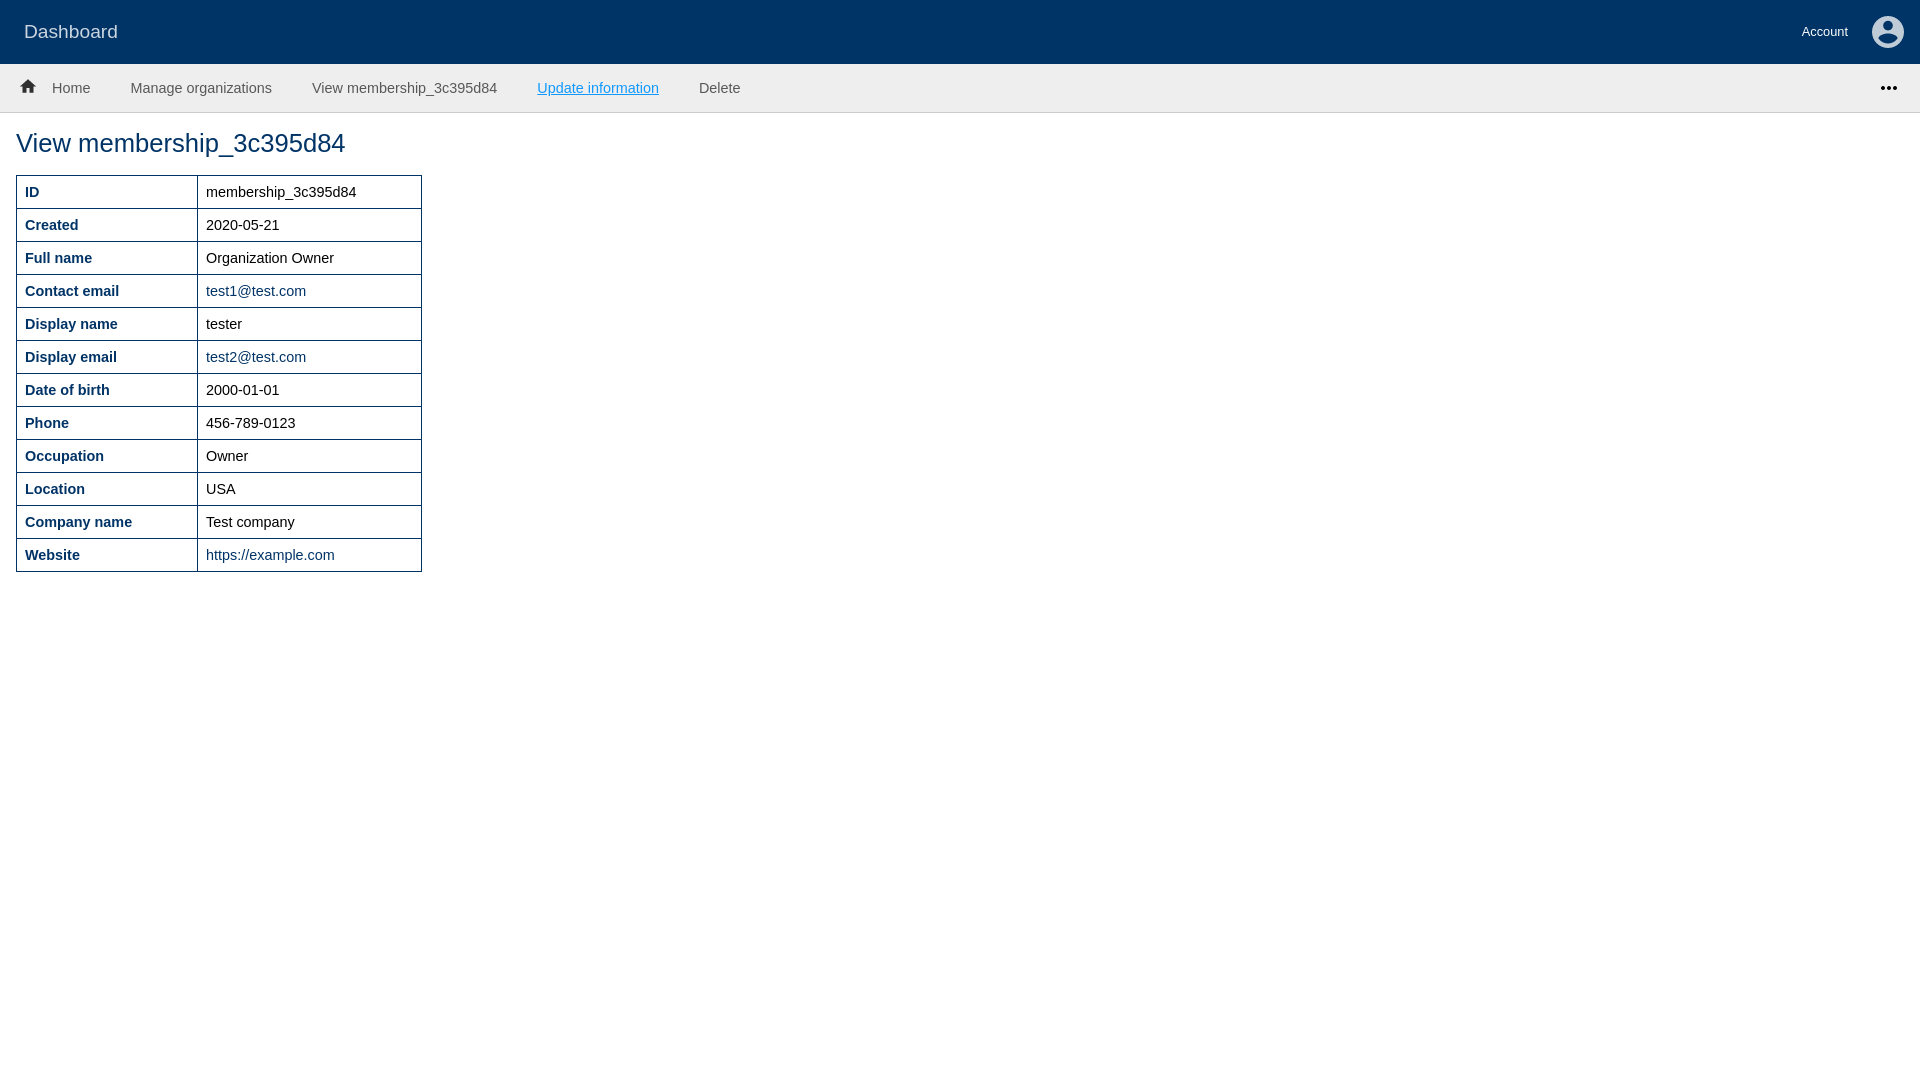 Dashboard
Account
Home Manage organizations View membership_3c395d84 Update information Delete
View membership_3c395d84
ID membership_3c395d84
Created 2020-05-21
Full name Organization Owner
Contact email test1@test.com
Display name tester
Display email test2@test.com
Date of birth 2000-01-01
Phone 456-789-0123
Occupation Owner
Location USA
Company name Test company
Website https://example.com